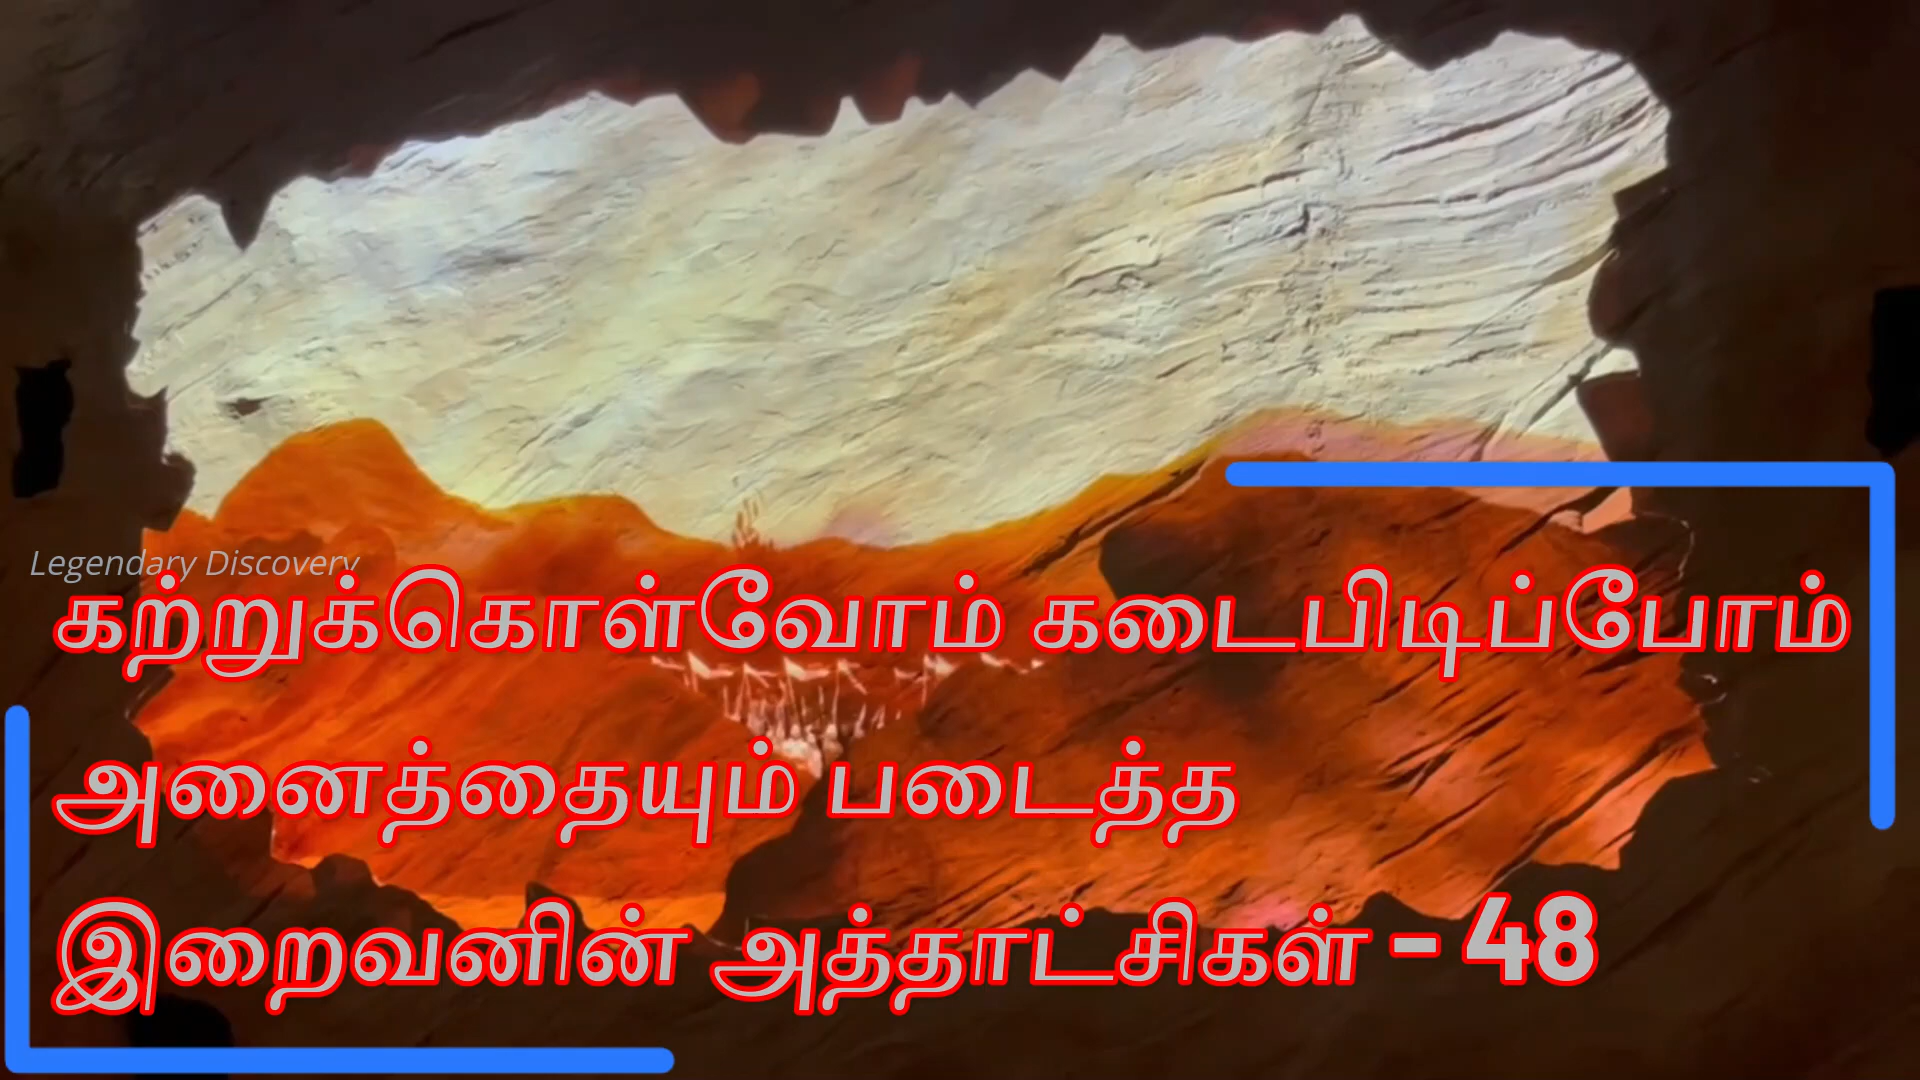 Legendary Discovery
கற்றுக்கொள்வோம் கடைபிடிப்போம்
அனைத்தையும் படைத்த
இறைவனின் அத்தாட்சிகள் - 48